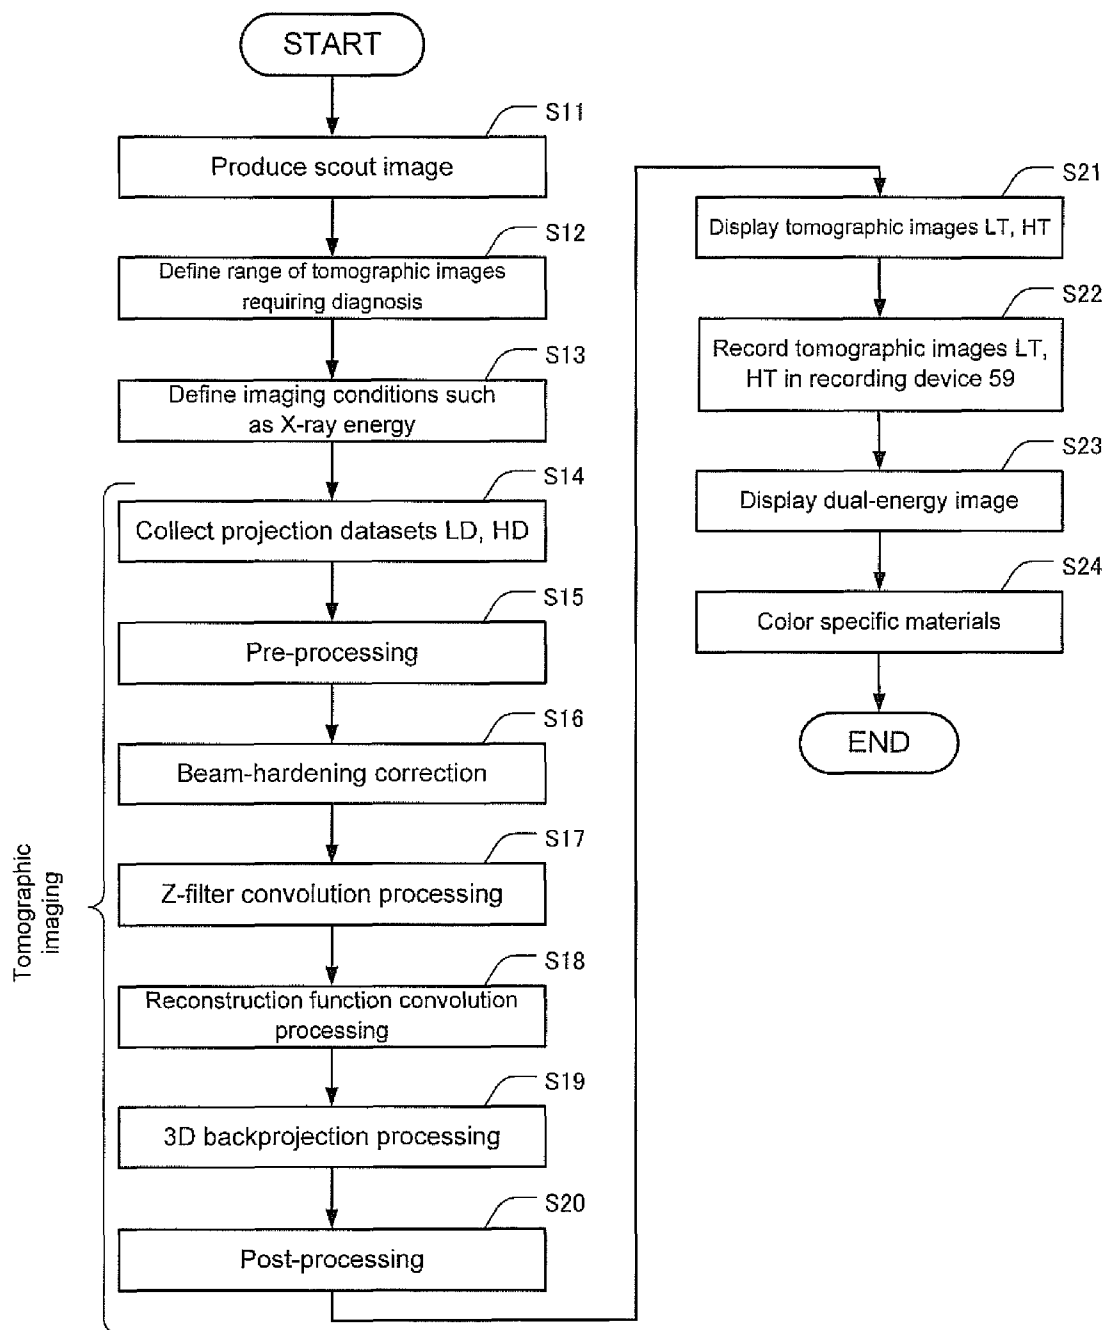 START
S11
Produce scout image
S12
Define range of tomographic images
requiring diagnosis
S13
Define imaging conditions such
as X-ray energy
S14
Collect projection datasets LD, HD
S15
Pre-processing
S16
Beam-hardening correction
S17
Z-filter convolution processing
S18
Reconstruction function convolution
processing
S19
3D backprojection processing
S20
Post-processing
Tomographic
imaging
S21
Display tomographic images LT, HT
S22
Record tomographic images LT,
HT in recording device 59
S23
Display dual-energy image
S24
Color specific materials
END